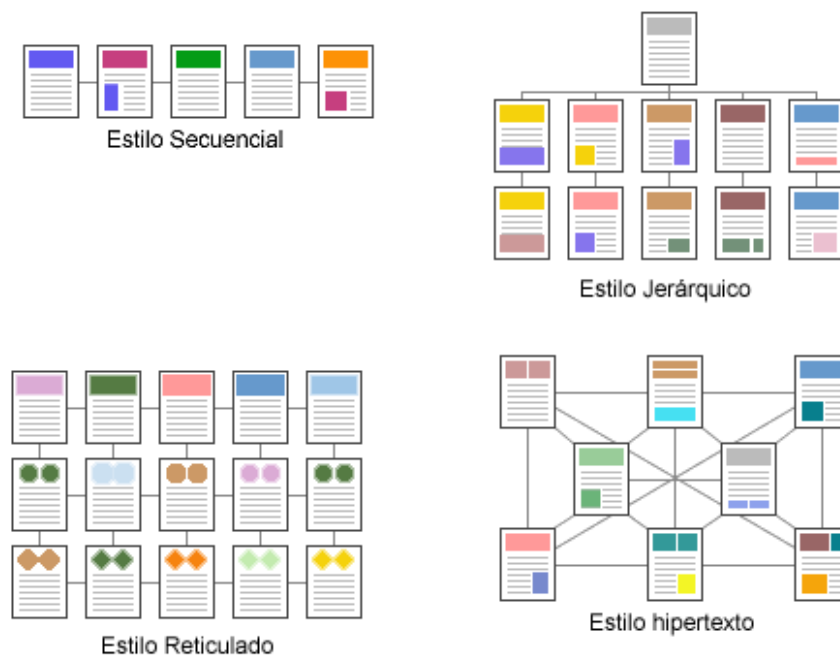 Estilo Secuencial
Estilo Jerárquico
Estilo Reticulado
Estilo hipertexto